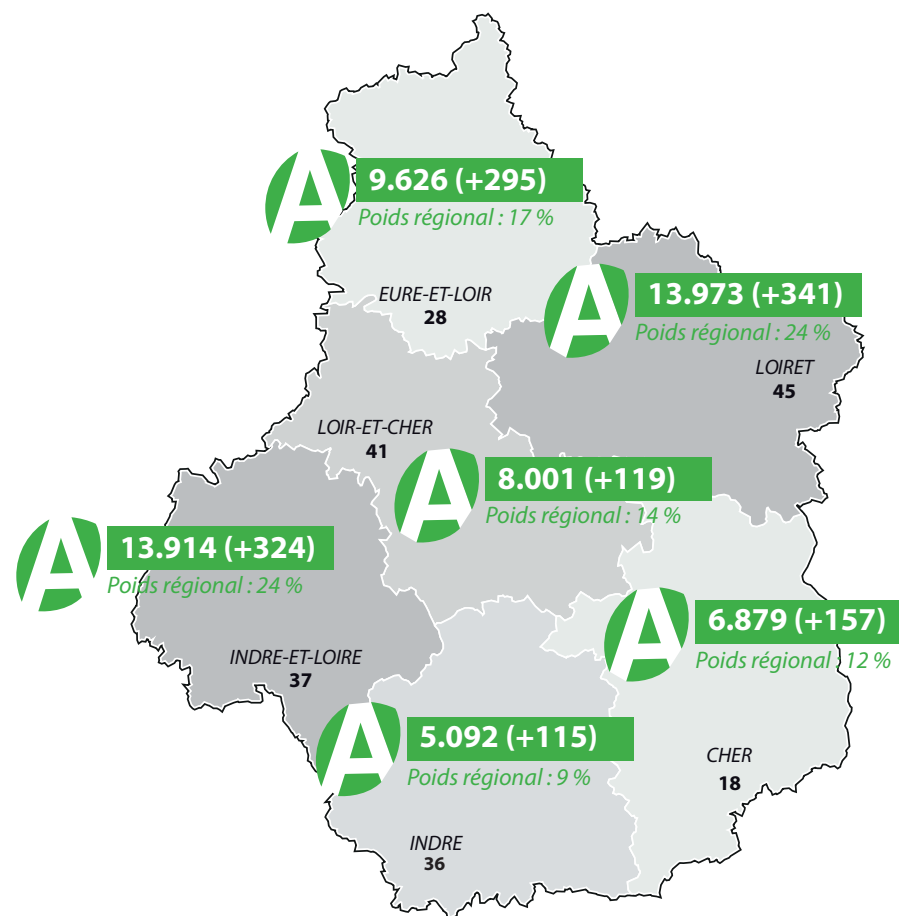 A
9.626 (+295)
Poids régional : 17 %
EURE-ET-LOIR
28
A
13.973 (+341)
Poids régional : 24 %
LOIRET
45
LOIR-ET-CHER
41
A
8.001 (+119)
Poids régional : 14 %
A
13.914 (+324)
Poids régional : 24 %
INDRE-ET-LOIRE
37
A
6.879 (+157)
Poids régional : 12 %
CHER
18
A
5.092 (+115)
Poids régional : 9 %
INDRE
36